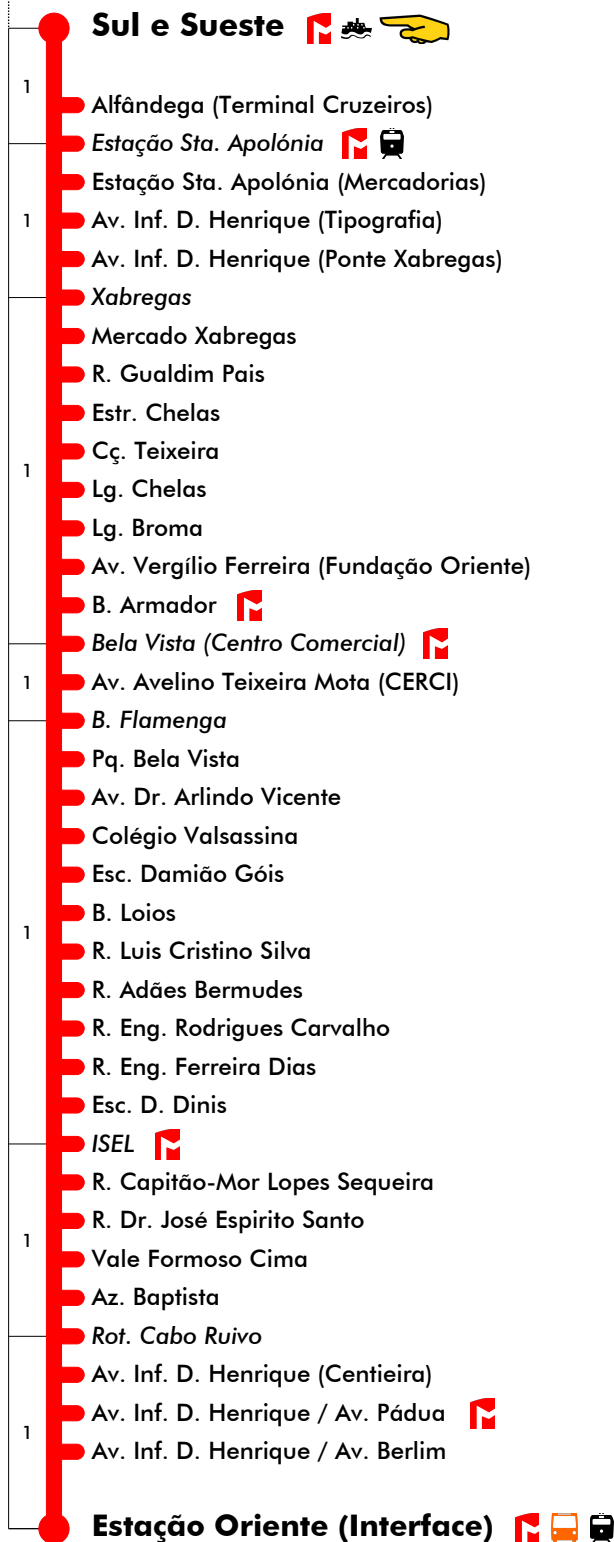 Sul e Sueste
1
Alfândega (Terminal Cruzeiros)
Estação Sta. Apolónia
Estação Sta. Apolónia (Mercadorias)
1
Av. Inf. D. Henrique (Tipografia)
Av. Inf. D. Henrique (Ponte Xabregas)
Xabregas
Mercado Xabregas
R. Gualdim Pais
Estr. Chelas
Cç. Teixeira
1
Lg. Chelas
Lg. Broma
Av. Vergílio Ferreira (Fundação Oriente)
B. Armador
Bela Vista (Centro Comercial)
1
Av. Avelino Teixeira Mota (CERCI)
B. Flamenga
Pq. Bela Vista
Av. Dr. Arlindo Vicente
Colégio Valsassina
Esc. Damião Góis
B. Loios
1
R. Luis Cristino Silva
R. Adães Bermudes
R. Eng. Rodrigues Carvalho
R. Eng. Ferreira Dias
Esc. D. Dinis
ISEL
R. Capitão-Mor Lopes Sequeira
R. Dr. José Espirito Santo
1
Vale Formoso Cima
Az. Baptista
Rot. Cabo Ruivo
Av. Inf. D. Henrique (Centieira)
Av. Inf. D. Henrique / Av. Pádua
1
Av. Inf. D. Henrique / Av. Berlim
Estação Oriente (Interface)